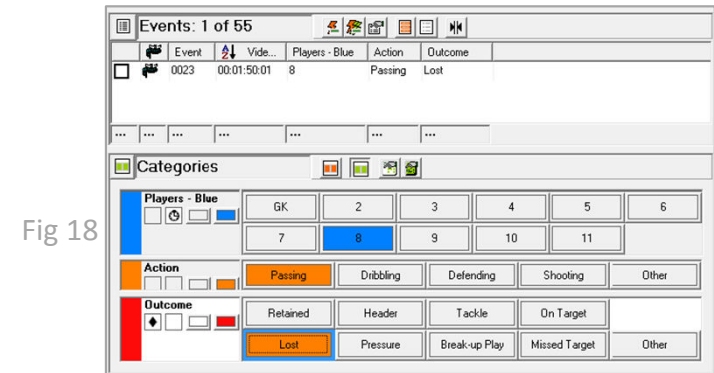 Events: 1 of 55
Event Vide... Players - Blue Action Outcome
0023 00:01:50:01 8 Passing Lost
... ... ... ... ... ... ...
Categories
Players - Blue
GK 2 3 4 5 6
7 8 9 10 11
Action
Passing Dribbling Defending Shooting Other
Outcome
Retained Header Tackle On Target
Lost Pressure Break-up Play Missed Target Other
Fig 18